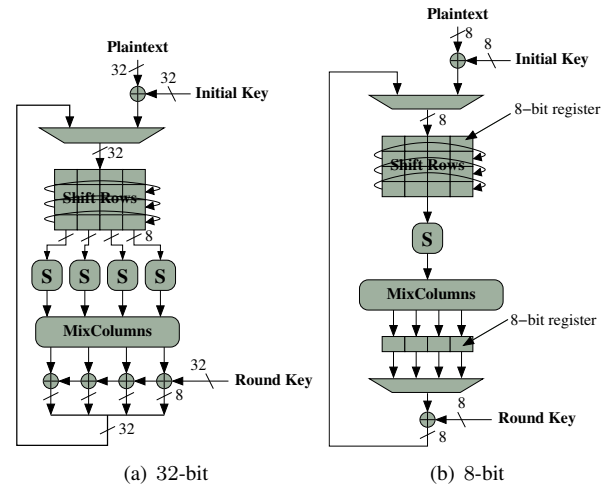 Plaintext
32
32
Initial Key
32
Shift Rows
8
S S S S
MixColumns
32
Round Key
8
32
(a) 32-bit
Plaintext
8
8
Initial Key
8
8−bit register
Shift Rows
S
MixColumns
8−bit register
8
Round Key
8
(b) 8-bit